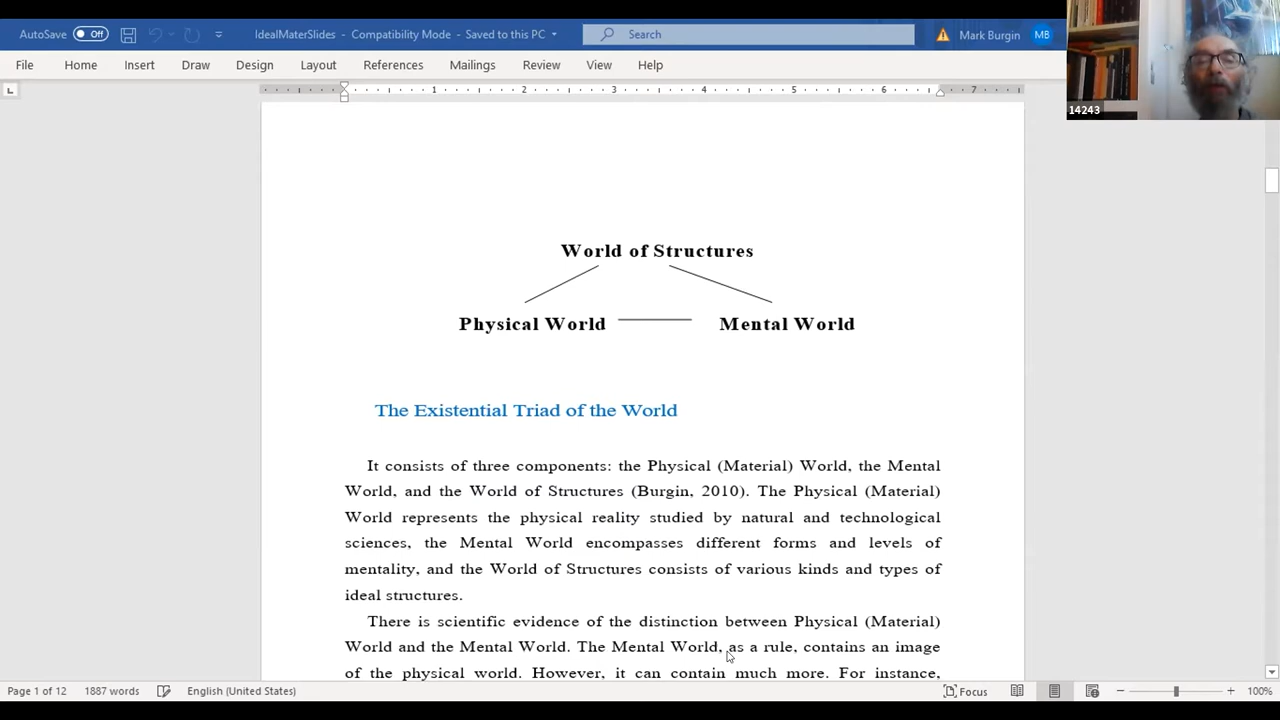 AutoSave Off IdealMaterSlides - Compatibility Mode - Saved to this PC Search Mark Burgin MB
File Home Insert Draw Design Layout References Mailings Review View Help
14243
1 2 3 4 5 6 7
World of Structures
Physical World Mental World
The Existential Triad of the World
It consists of three components: the Physical (Material) World, the Mental
World, and the World of Structures (Burgin, 2010). The Physical (Material)
World represents the physical reality studied by natural and technological
sciences, the Mental World encompasses different forms and levels of
mentality, and the World of Structures consists of various kinds and types of
ideal structures.
There is scientific evidence of the distinction between Physical (Material)
World and the Mental World. The Mental World, as a rule, contains an image
of the physical world. However, it can contain much more. For instance,
Page 1 of 12 1887 words English (United States) Focus 100%